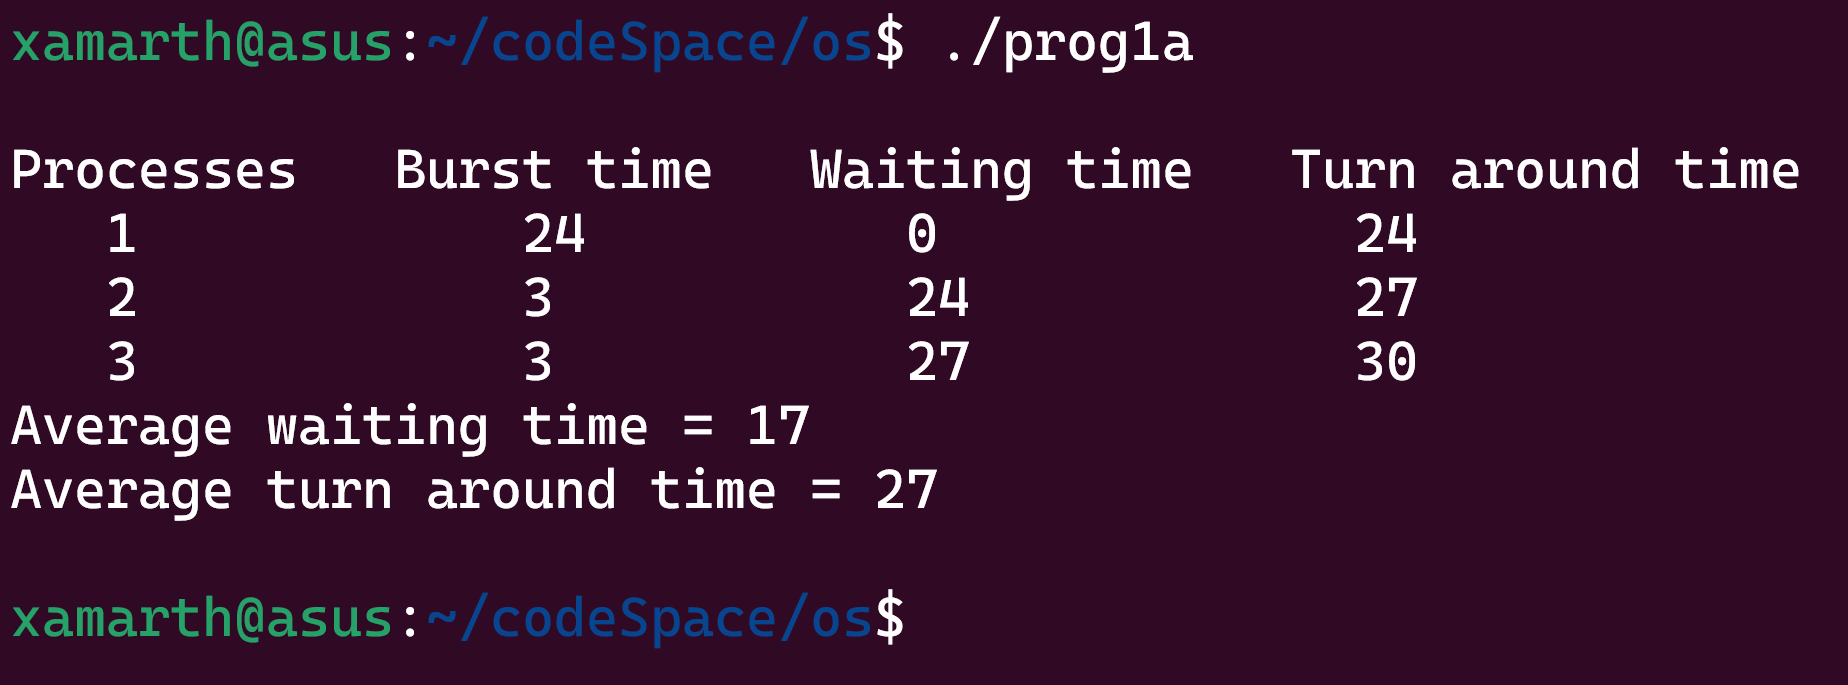 xamarth@asus:~/codeSpace/os$ ./prog1a
Processes   Burst time   Waiting time   Turn around time
   1            24          0             24
   2            3           24            27
   3            3           27            30
Average waiting time = 17
Average turn around time = 27
xamarth@asus:~/codeSpace/os$